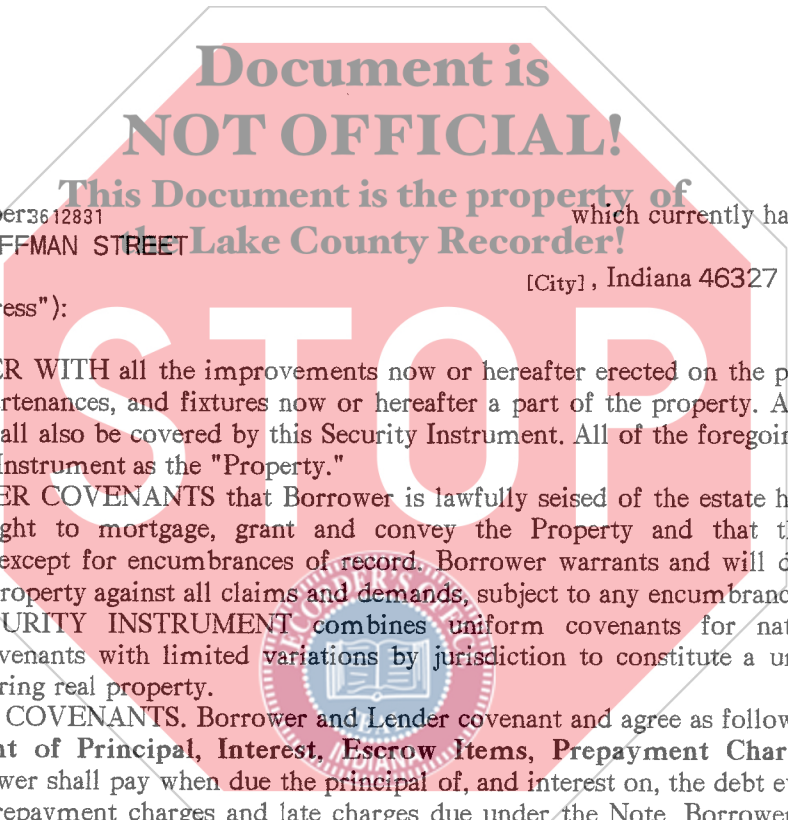 Document is
NOT OFFICIAL!
This Document is the property of
the Lake County Recorder!
STOP
er3612831 which currently ha
FFMAN STREET
[City] , Indiana 46327
ress"):
ER WITH all the improvements now or hereafter erected on the p
rtenances, and fixtures now or hereafter a part of the property. A
all also be covered by this Security Instrument. All of the foregoin
Instrument as the "Property."
ER COVENANTS that Borrower is lawfully seised of the estate h
ght to mortgage, grant and convey the Property and that t
except for encumbrances of record. Borrower warrants and will d
roperty against all claims and demands, subject to any encumbranc
URITY INSTRUMENT combines uniform covenants for nat
venants with limited variations by jurisdiction to constitute a u
ring real property.
COVENANTS. Borrower and Lender covenant and agree as follow
nt of Principal, Interest, Escrow Items, Prepayment Char
wer shall pay when due the principal of, and interest on, the debt e
repayment charges and late charges due under the Note. Borrower
RECORDER'S OFFICE